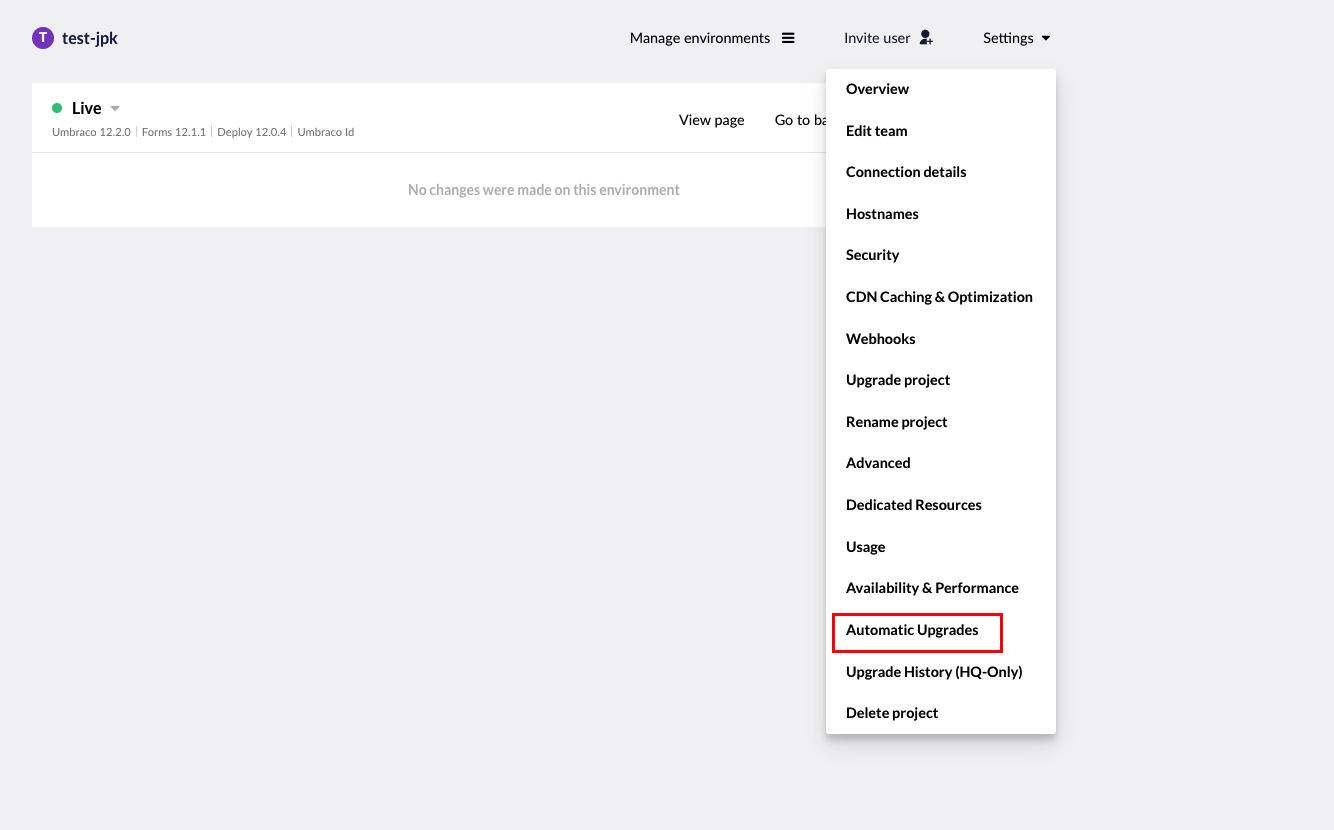 T test-jpk
Manage environments
Invite user
Settings
Live
Umbraco 12.2.0 | Forms 12.1.1 | Deploy 12.0.4 | Umbraco Id
View page
Go to ba
No changes were made on this environment
Overview
Edit team
Connection details
Hostnames
Security
CDN Caching & Optimization
Webhooks
Upgrade project
Rename project
Advanced
Dedicated Resources
Usage
Availability & Performance
Automatic Upgrades
Upgrade History (HQ-Only)
Delete project